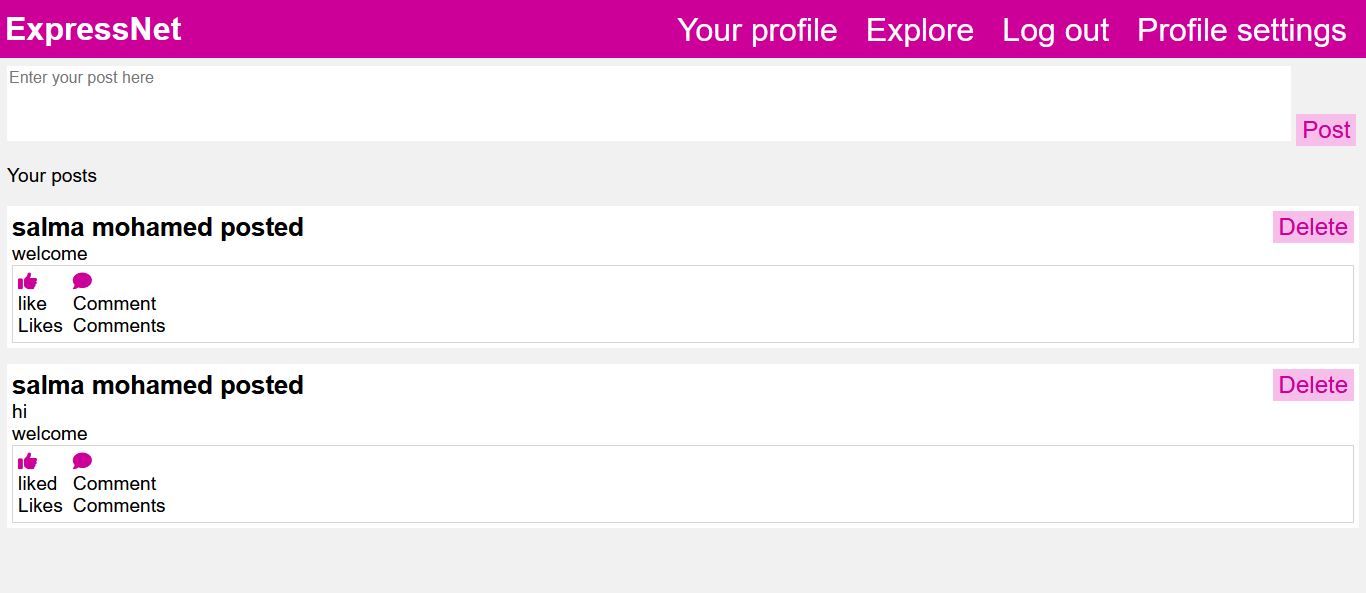 ExpressNet Your profile Explore Log out Profile settings
Enter your post here
Post
Your posts
salma mohamed posted Delete
welcome
like Comment
Likes Comments
salma mohamed posted Delete
hi
welcome
liked Comment
Likes Comments